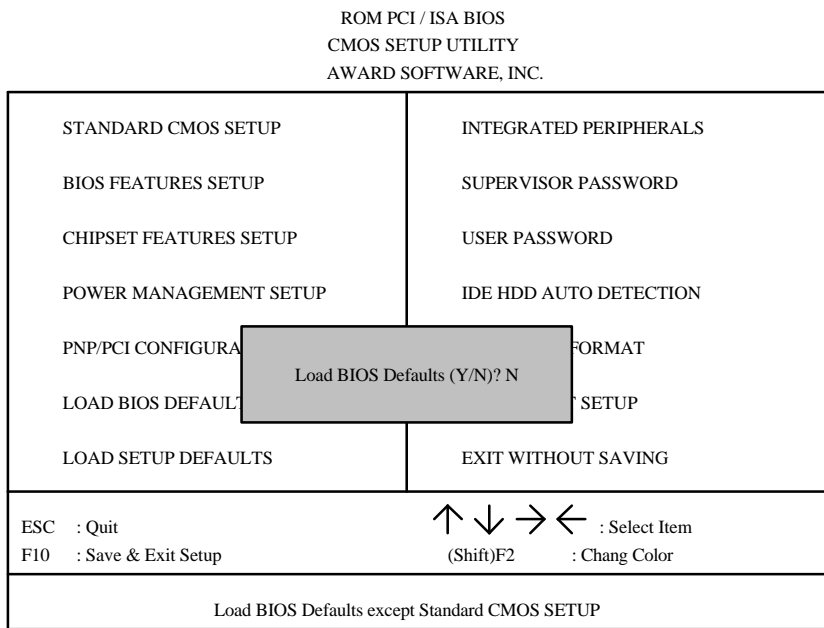 ROM PCI / ISA BIOS
CMOS SETUP UTILITY
AWARD SOFTWARE, INC.
STANDARD CMOS SETUP
INTEGRATED PERIPHERALS
BIOS FEATURES SETUP
SUPERVISOR PASSWORD
CHIPSET FEATURES SETUP
USER PASSWORD
POWER MANAGEMENT SETUP
IDE HDD AUTO DETECTION
PNP/PCI CONFIGURA
FORMAT
Load BIOS Defaults (Y/N)? N
LOAD BIOS DEFAULT
SETUP
LOAD SETUP DEFAULTS
EXIT WITHOUT SAVING
ESC : Quit
↑ ↓ → ← : Select Item
F10 : Save & Exit Setup
(Shift)F2 : Chang Color
Load BIOS Defaults except Standard CMOS SETUP